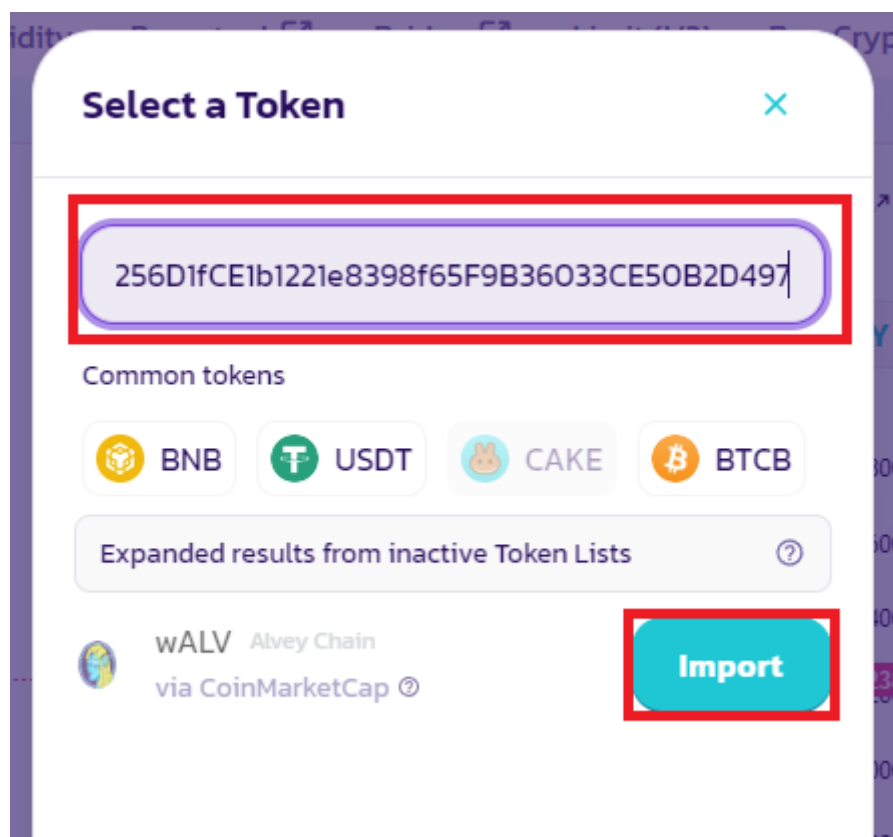 Select a Token
256D1fCE1b1221e8398f65F9B36033CE50B2D497
Common tokens
BNB USDT CAKE BTCB
Expanded results from inactive Token Lists
wALV Alvey Chain
via CoinMarketCap
Import